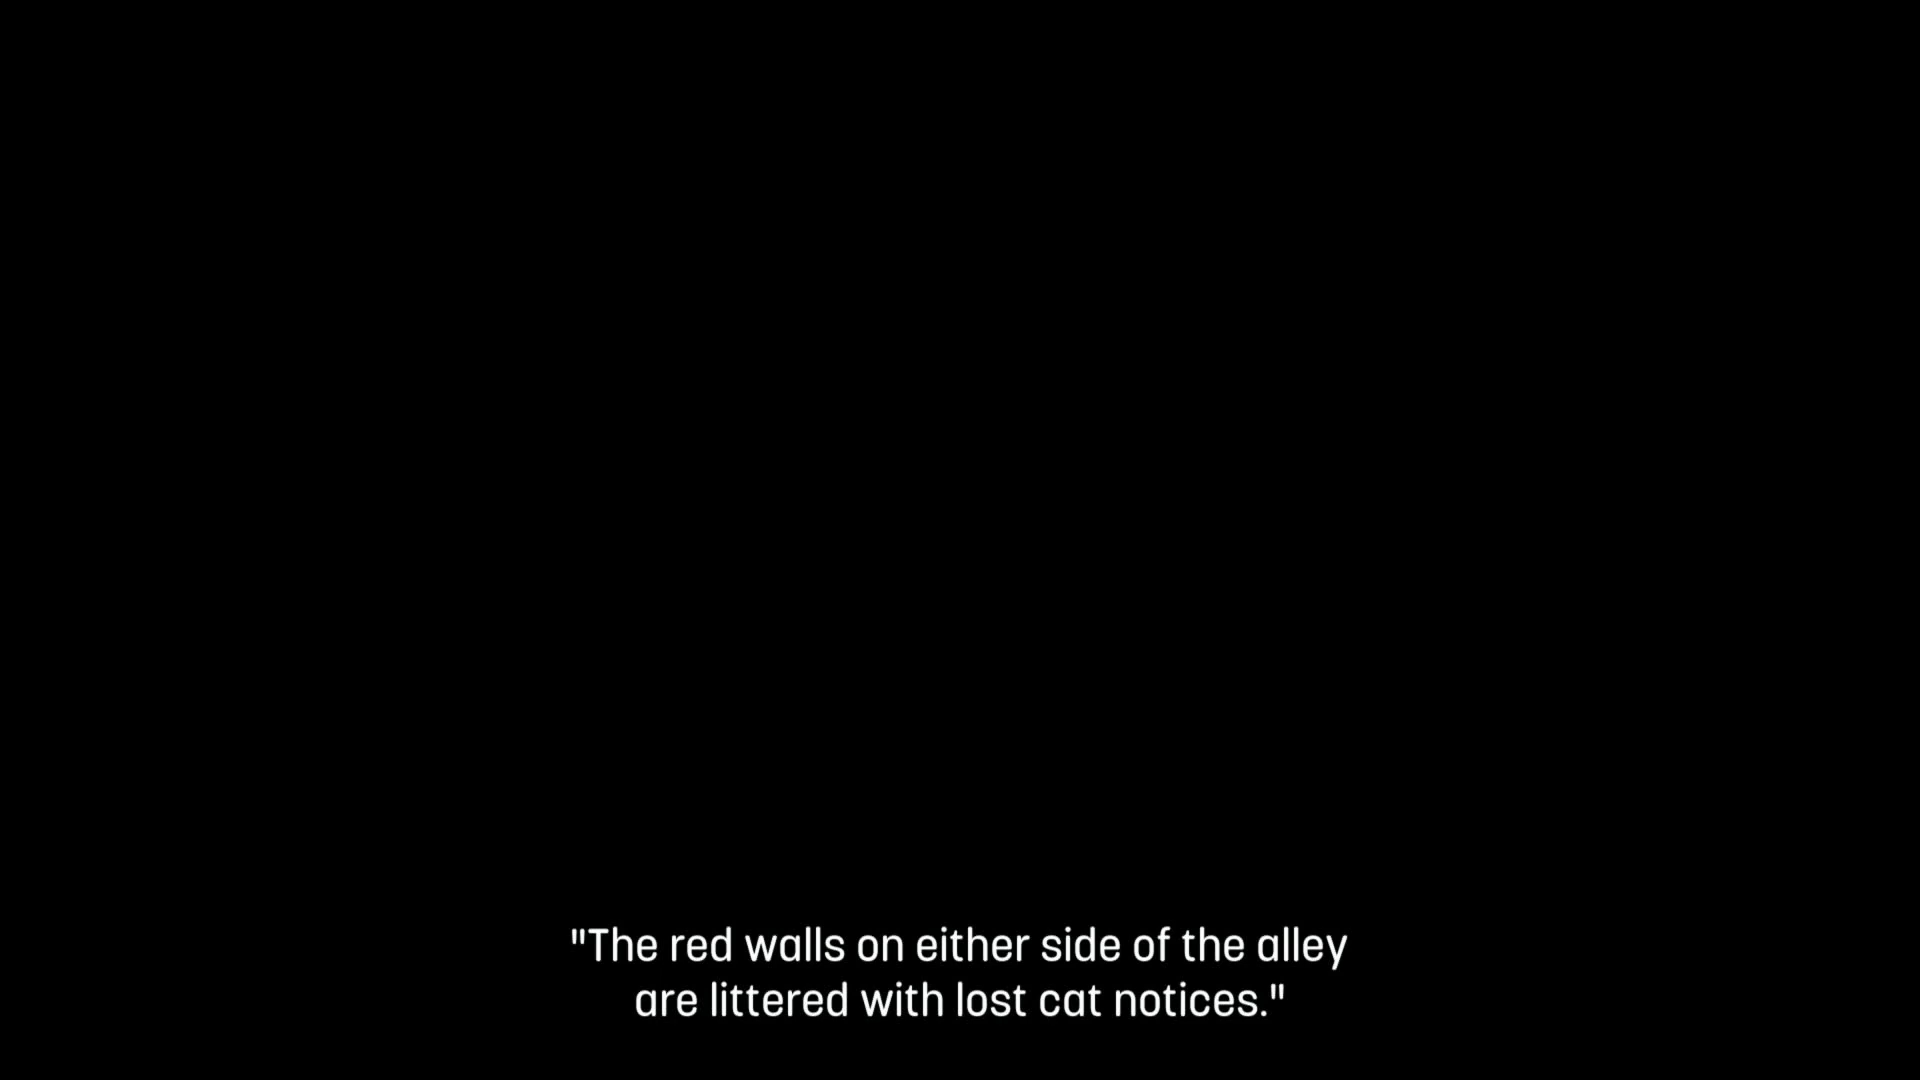 "The red walls on either side of the alley
are littered with lost cat notices."